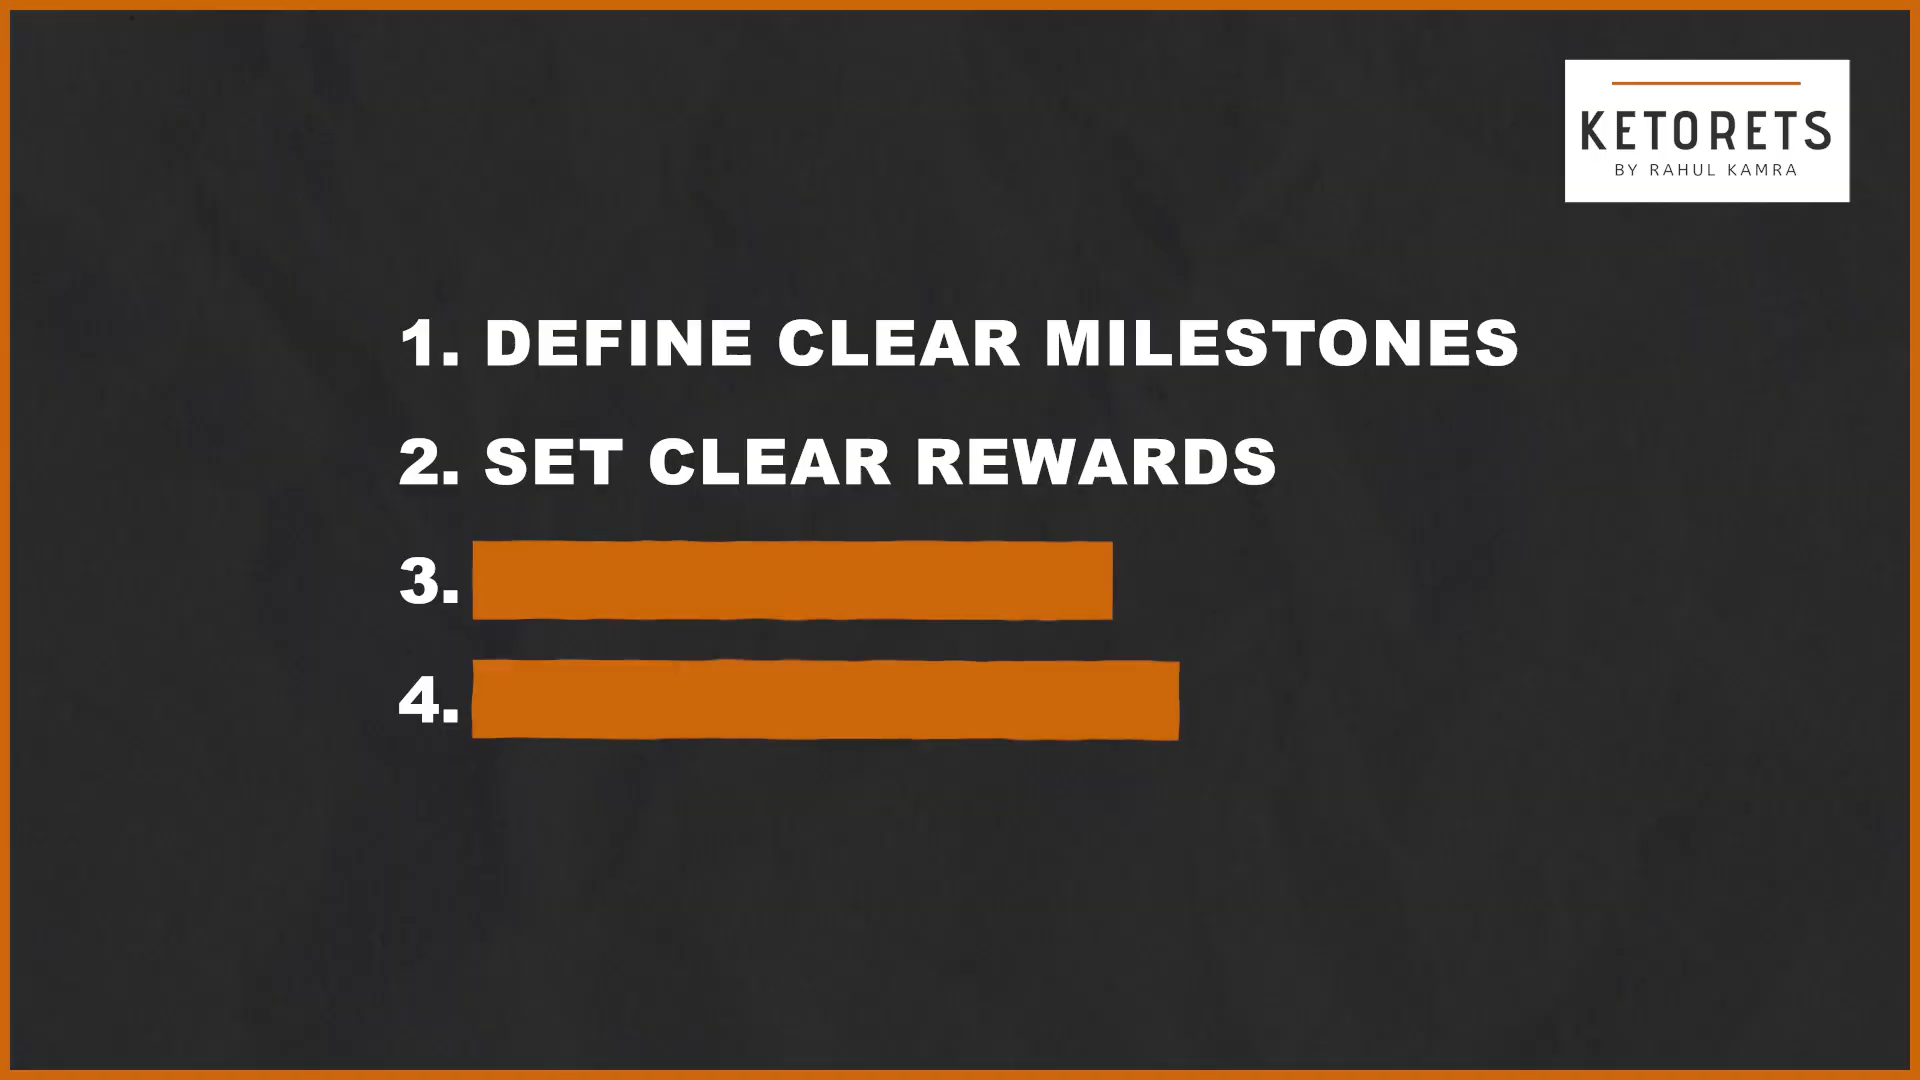 KETORETS
BY RAHUL KAMRA
1. DEFINE CLEAR MILESTONES
2. SET CLEAR REWARDS
3.
4.